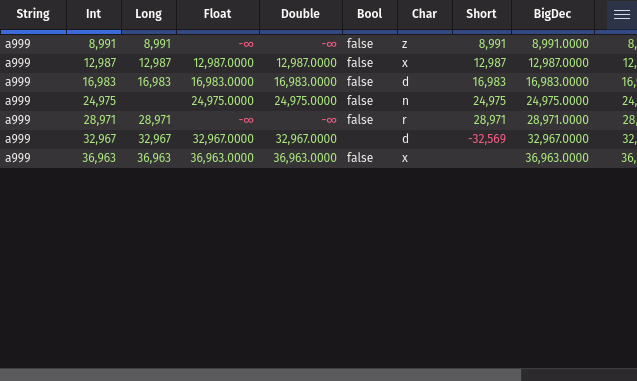 String Int Long Float Double Bool Char Short BigDec
a999 8,991 8,991 -∞ -∞ false z 8,991 8,991.0000 8,
a999 12,987 12,987 12,987.0000 12,987.0000 false x 12,987 12,987.0000 12,
a999 16,983 16,983 16,983.0000 16,983.0000 false d 16,983 16,983.0000 16,
a999 24,975 24,975.0000 24,975.0000 false n 24,975 24,975.0000 24,
a999 28,971 28,971 -∞ -∞ false r 28,971 28,971.0000 28,
a999 32,967 32,967 32,967.0000 32,967.0000 d -32,569 32,967.0000 32,
a999 36,963 36,963 36,963.0000 36,963.0000 false x 36,963.0000 36,